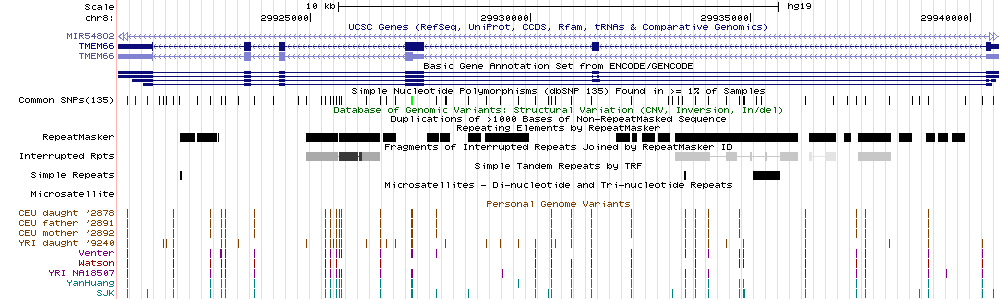 Scale 10 kb hg19
chr8: 29925000 29930000 29935000 29940000
UCSC Genes (RefSeq, UniProt, CCDS, Rfam, tRNAs & Comparative Genomics)
MIR548O2
TMEM66
TMEM66
Basic Gene Annotation Set from ENCODE/GENCODE
Simple Nucleotide Polymorphisms (dbSNP 135) Found in >= 1% of Samples
Common SNPs(135)
Database of Genomic Variants: Structural Variation (CNV, Inversion, In/del)
Duplications of >1000 Bases of Non-RepeatMasked Sequence
Repeating Elements by RepeatMasker
RepeatMasker
Fragments of Interrupted Repeats Joined by RepeatMasker ID
Interrupted Rpts
Simple Tandem Repeats by TRF
Simple Repeats
Microsatellites - Di-nucleotide and Tri-nucleotide Repeats
Microsatellite
Personal Genome Variants
CEU daught '2878
CEU father '2891
CEU mother '2892
YRI daught '9240
Venter
Watson
YRI NA18507
YanHuang
SJK